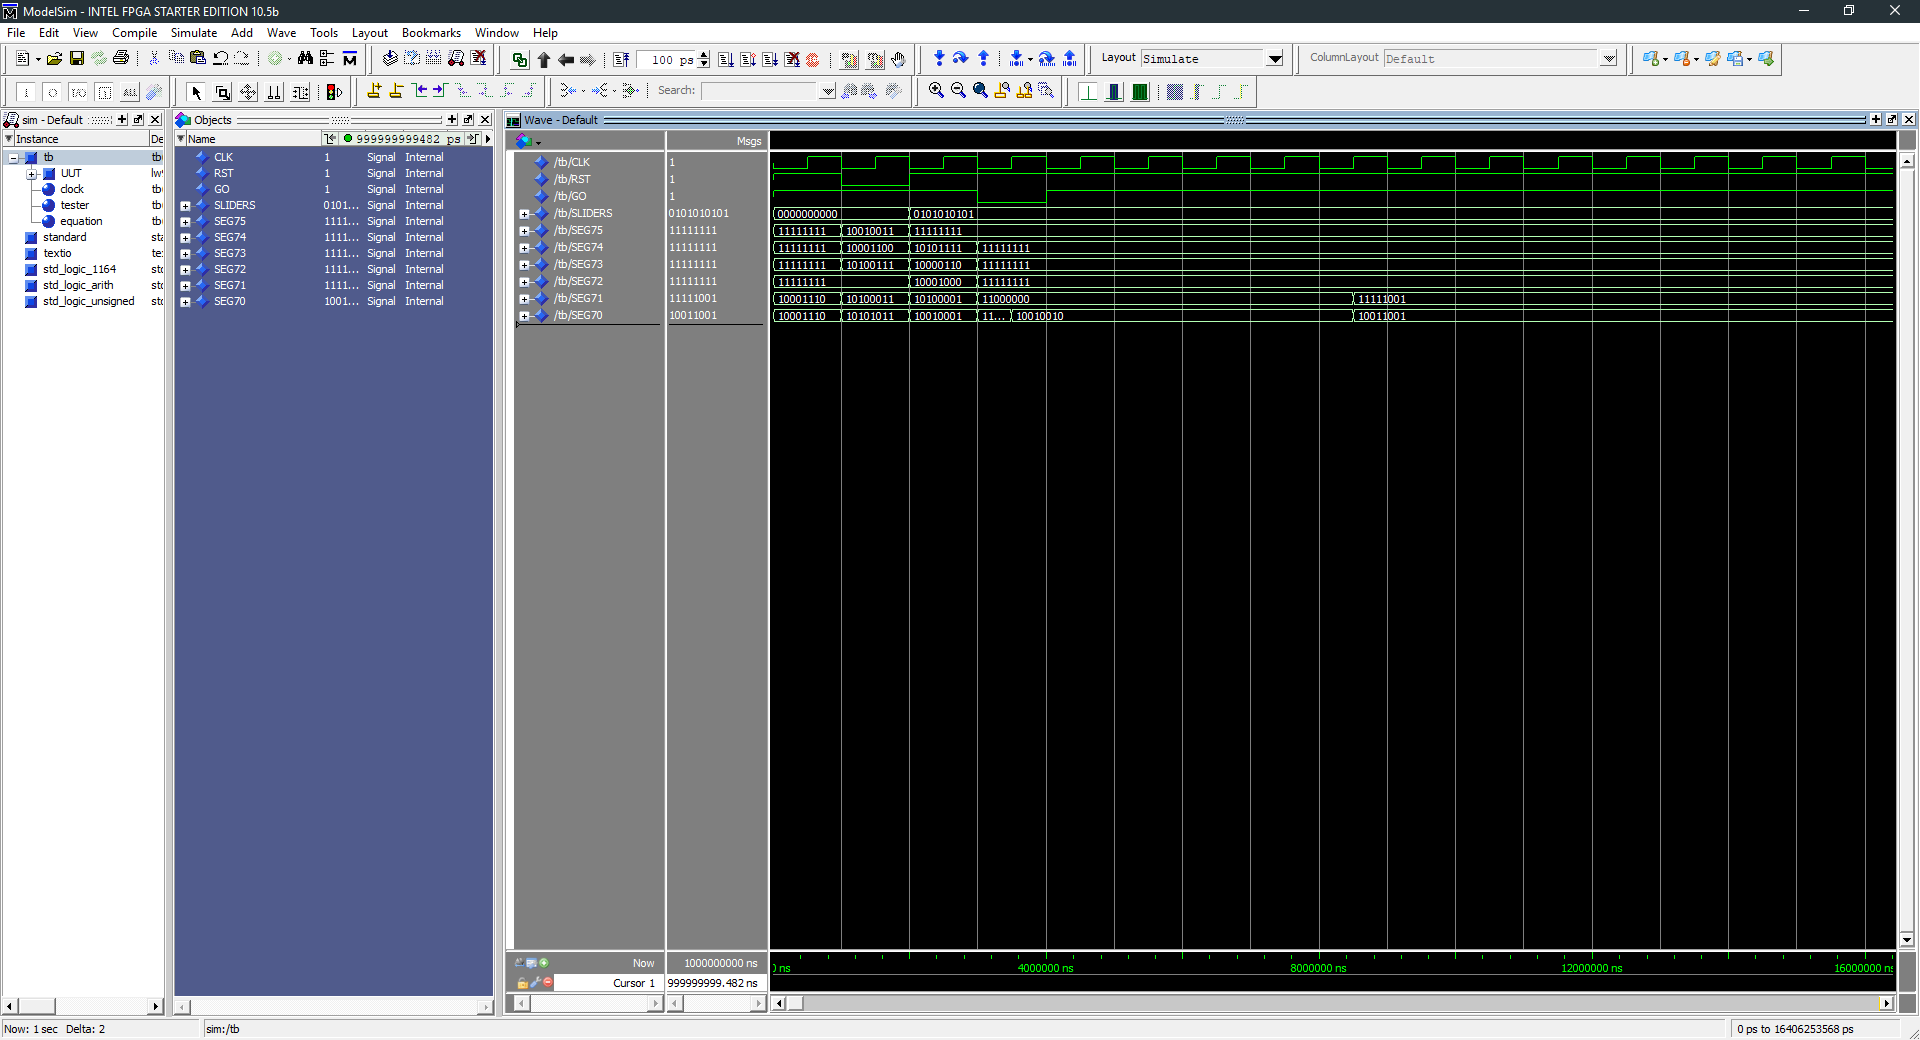 ModelSim - INTEL FPGA STARTER EDITION 10.5b
File Edit View Compile Simulate Add Wave Tools Layout Bookmarks Window Help
100 ps
Layout Simulate
ColumnLayout Default
Search:
sim - Default
Instance De
tb tb(
UUT lw
clock tb(
tester tb(
equation tb(
standard sta
textio te:
std_logic_1164 std
std_logic_arith std
std_logic_unsigned std
Objects
Name 999999999482 ps
CLK 1 Signal Internal
RST 1 Signal Internal
GO 1 Signal Internal
SLIDERS 0101... Signal Internal
SEG75 1111... Signal Internal
SEG74 1111... Signal Internal
SEG73 1111... Signal Internal
SEG72 1111... Signal Internal
SEG71 1111... Signal Internal
SEG70 1001... Signal Internal
Wave - Default
Msgs
/tb/CLK 1
/tb/RST 1
/tb/GO 1
/tb/SLIDERS 0101010101 0000000000 0101010101
/tb/SEG75 11111111 11111111 10010011 11111111
/tb/SEG74 11111111 11111111 10001100 10101111 11111111
/tb/SEG73 11111111 11111111 10100111 10000110 11111111
/tb/SEG72 11111111 11111111 10001000 11111111
/tb/SEG71 11111001 10001110 10100011 10100001 11000000 11111001
/tb/SEG70 10011001 10001110 10101011 10010001 11... 10010010 10011001
Now 1000000000 ns
Cursor 1 999999999.482 ns
ns 4000000 ns 8000000 ns 12000000 ns 16000000 ns
Now: 1 sec Delta: 2
sim:/tb
0 ps to 16406253568 ps